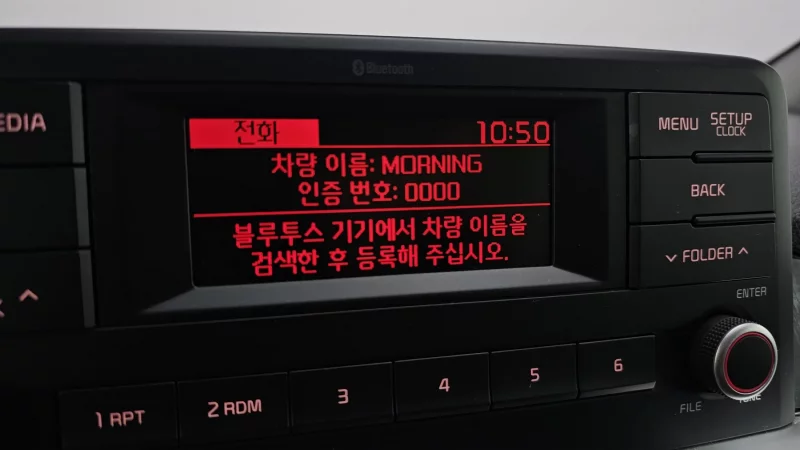 Bluetooth
EDIA
전화 10:50
차량 이름: MORNING
인증 번호: 0000
블루투스 기기에서 차량 이름을
검색한 후 등록해 주십시오.
MENU SETUP
CLOCK
BACK
FOLDER
ENTER
1 RPT 2 RDM 3 4 5 6
FILE TUNE